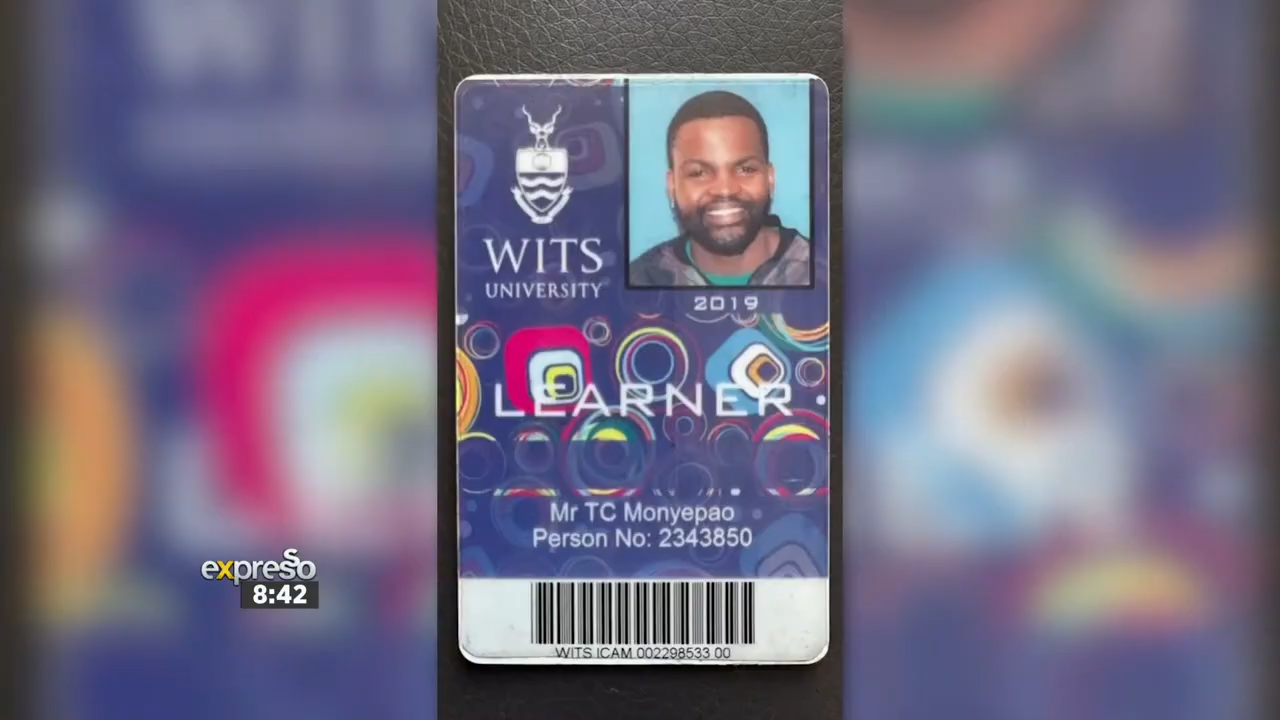 WITS
UNIVERSITY
2019
LEARNER
Mr TC Monyepao
Person No: 2343850
WITS ICAM 002298533 00
expresso
8:42